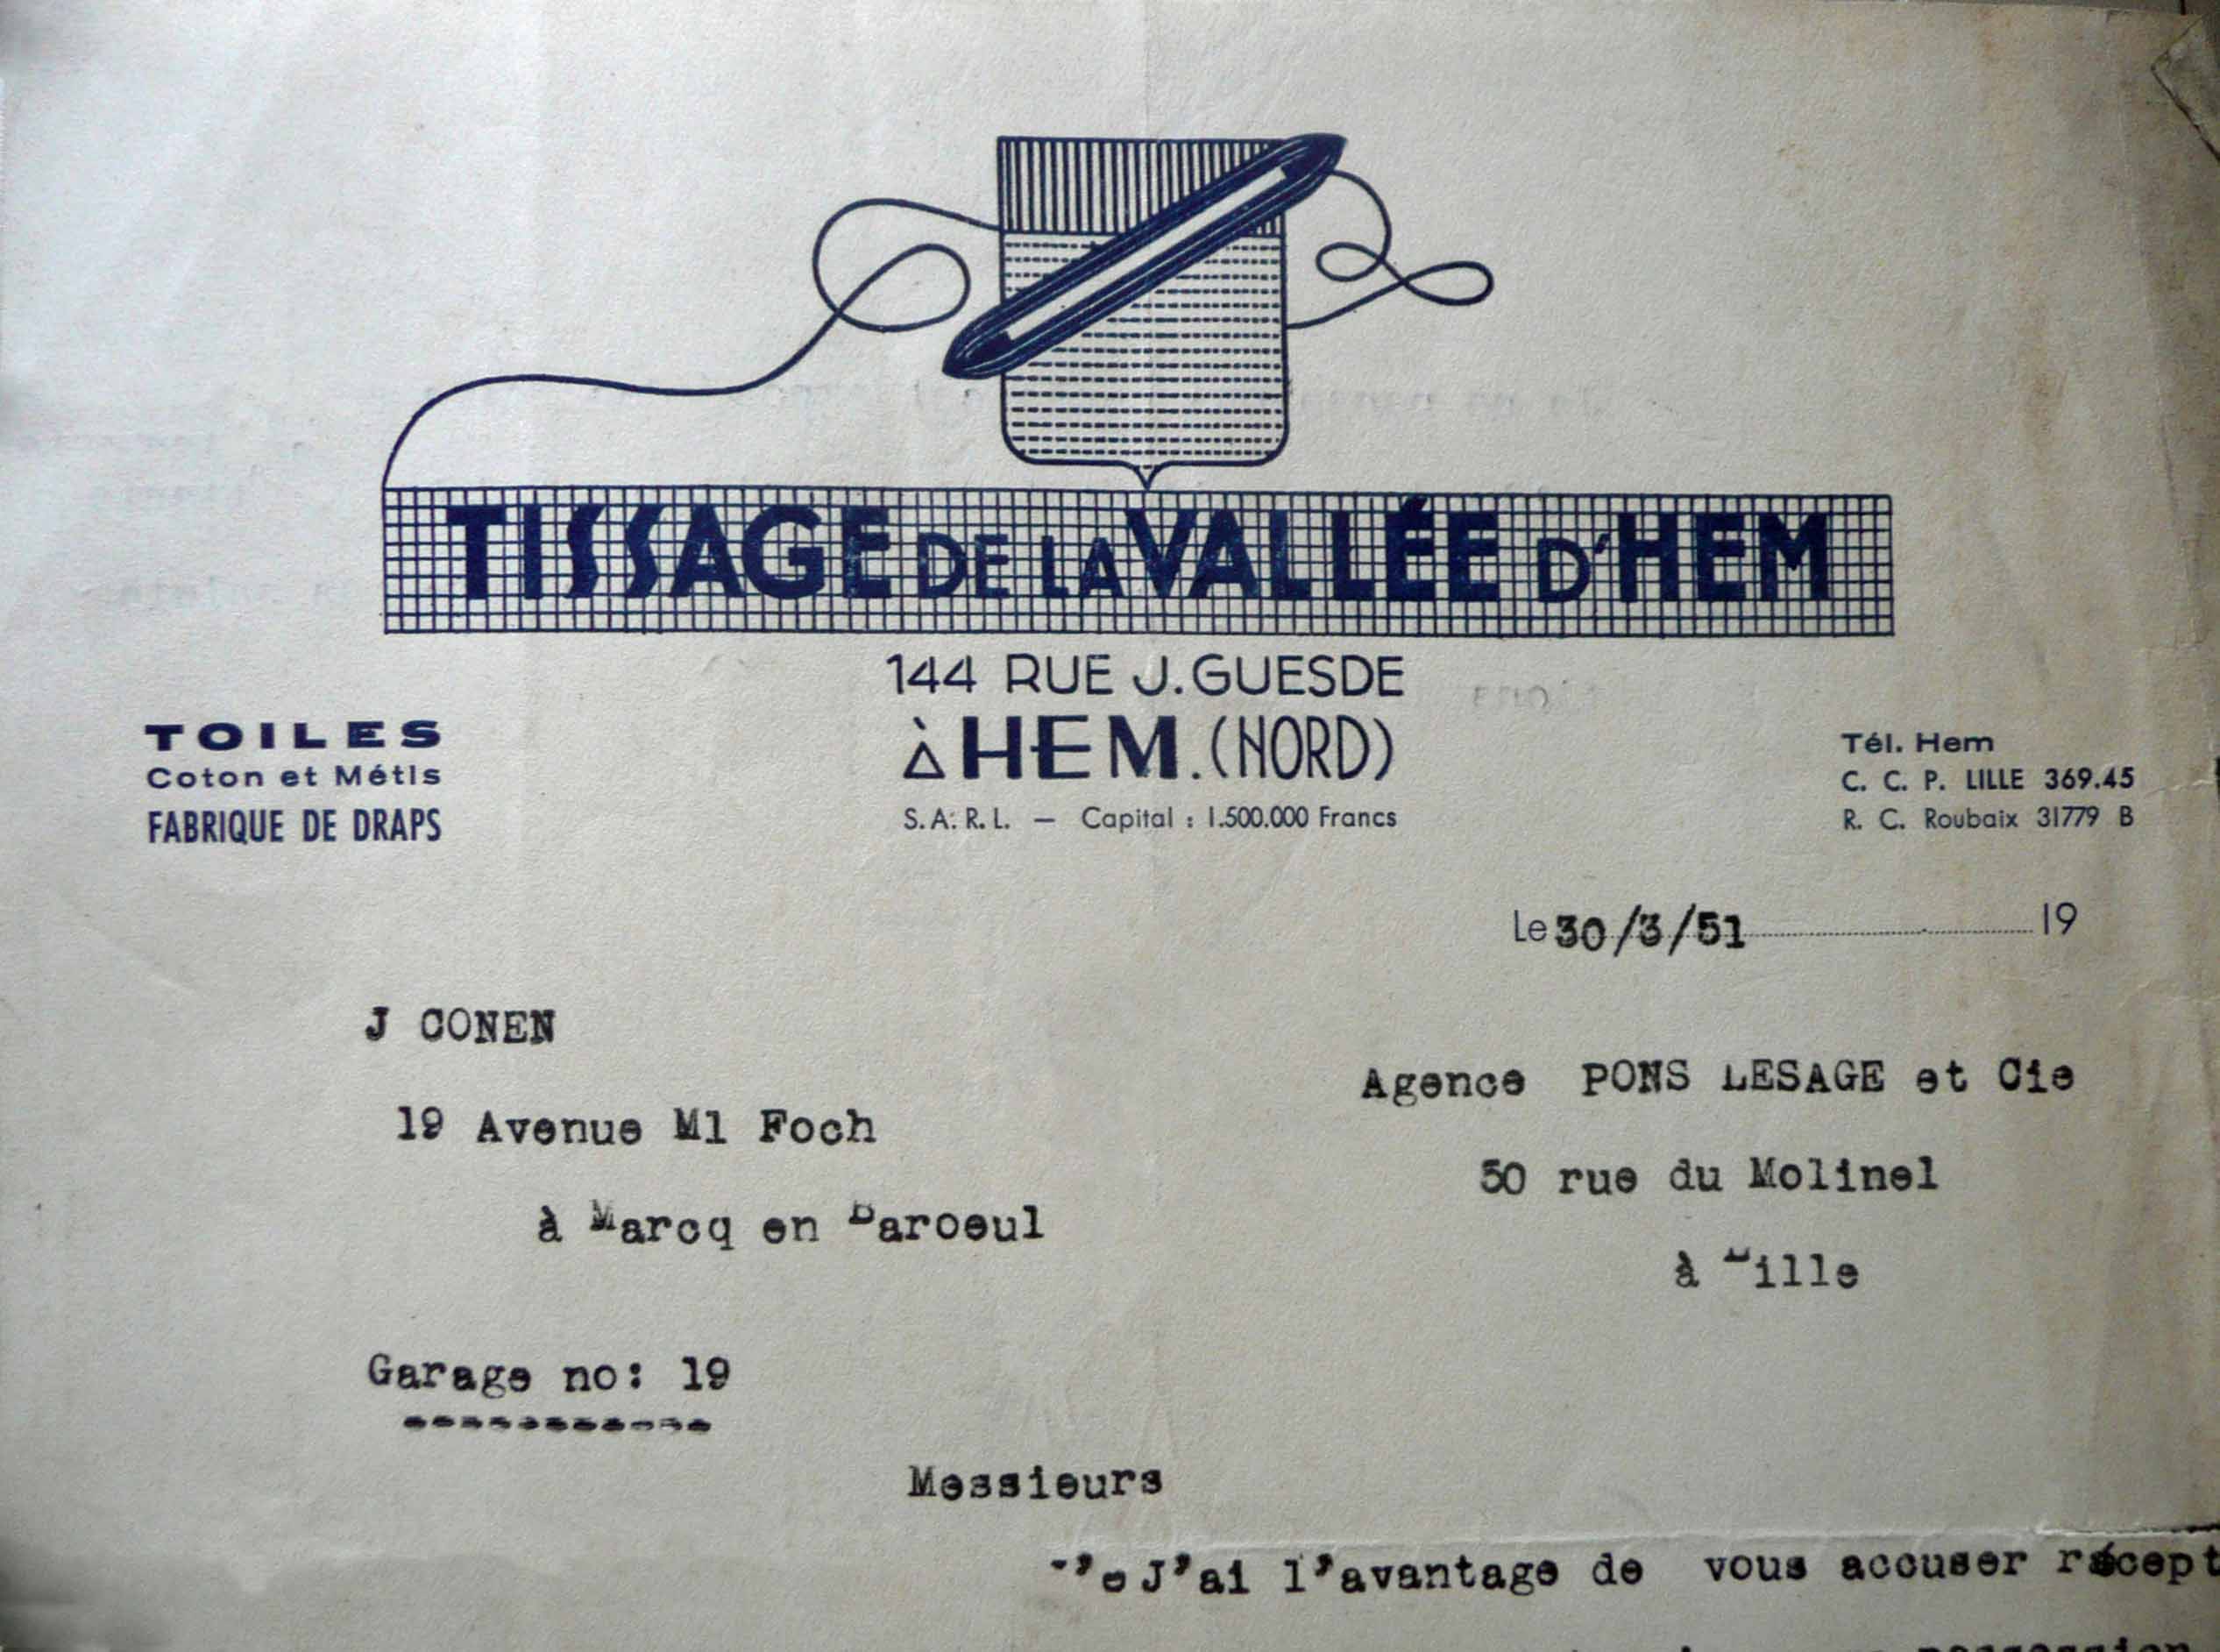 TISSAGE DE LA VALLÉE D'HEM
144 RUE J. GUESDE
à HEM. (NORD)
S.A.R.L. — Capital : 1.500.000 Francs
TOILES
Coton et Métis
FABRIQUE DE DRAPS
Tél. Hem
C. C. P. LILLE 369.45
R. C. Roubaix 31779 B
Le 30/3/51 19
J CONEN
19 Avenue Ml Foch
à Marcq en Baroeul
Agence PONS LESAGE et Cie
50 rue du Molinel
à Lille
Garage no: 19
Messieurs
J'ai l'avantage de vous accuser récept